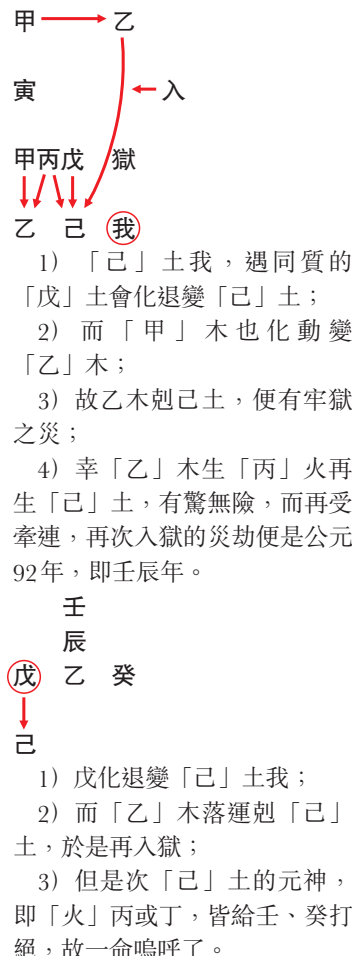 甲 乙
寅 入
甲丙戊 獄
乙 己 我
1) 「己」土我，遇同質的
「戊」土會化退變「己」土；
2) 而「甲」木也化動變
「乙」木；
3) 故乙木剋己土，便有牢獄
之災；
4) 幸「乙」木生「丙」火再
生「己」土，有驚無險，而再受
牽連，再次入獄的災劫便是公元
92年，即壬辰年。
壬
辰
戊 乙 癸
己
1) 戊化退變「己」土我；
2) 而「乙」木落運剋「己」
土，於是再入獄；
3) 但是次「己」土的元神，
即「火」丙或丁，皆給壬、癸打
絕，故一命嗚呼了。